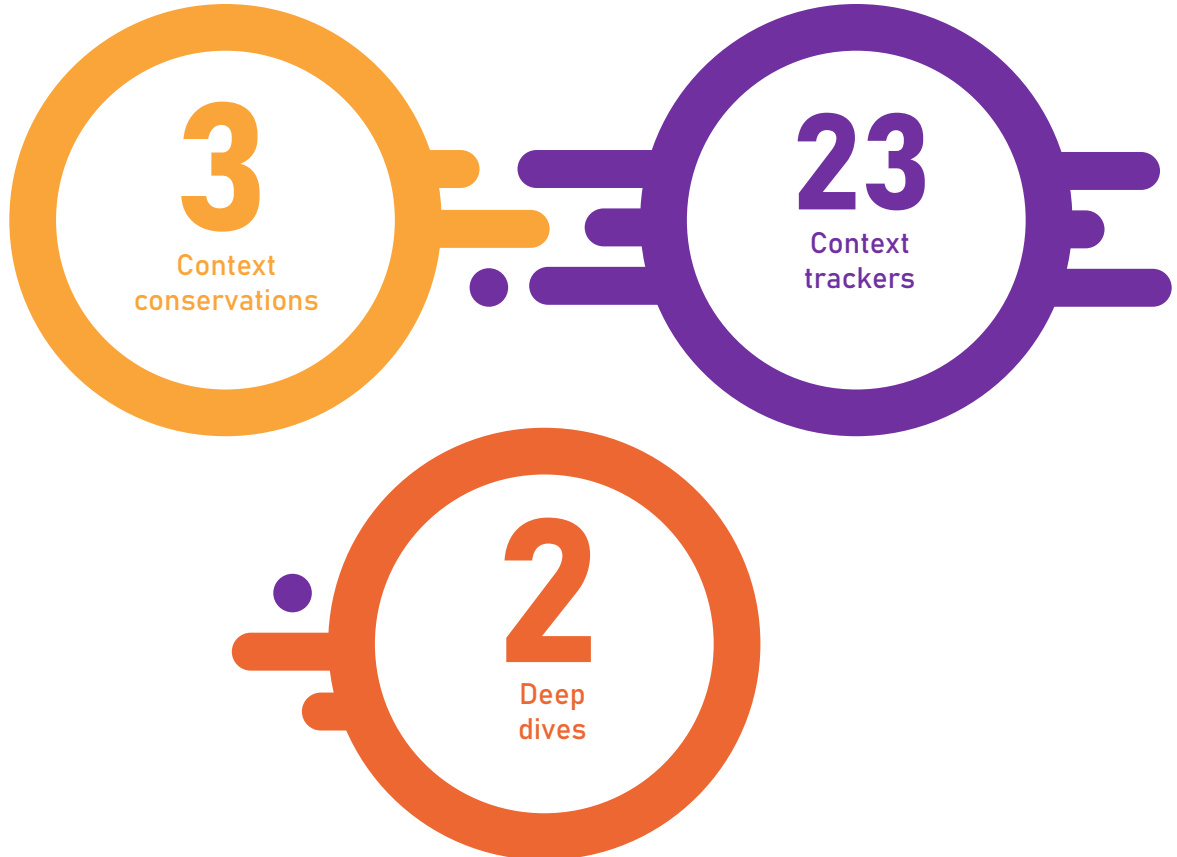 3
Context
conservations
23
Context
trackers
2
Deep
dives